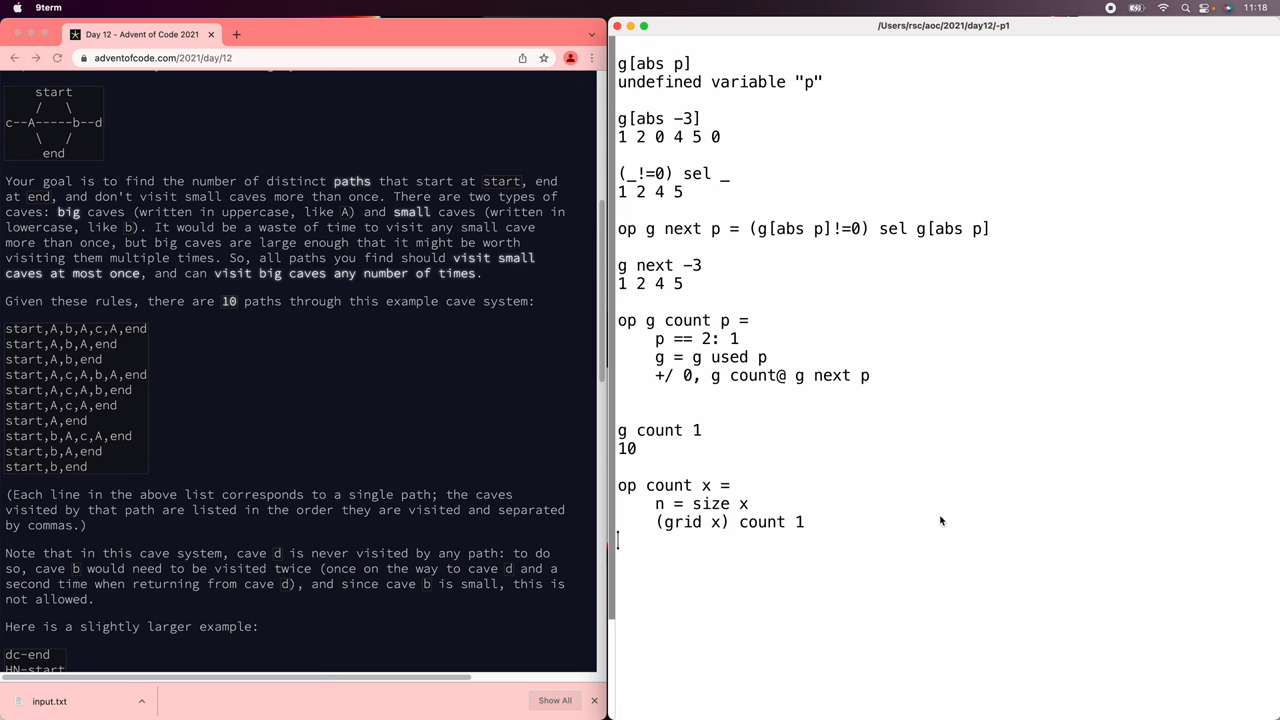 9term
11:18
Day 12 - Advent of Code 2021
adventofcode.com/2021/day/12
start
/ \
c--A-----b--d
\ /
end
Your goal is to find the number of distinct paths that start at start, end
at end, and don't visit small caves more than once. There are two types of
caves: big caves (written in uppercase, like A) and small caves (written in
lowercase, like b). It would be a waste of time to visit any small cave
more than once, but big caves are large enough that it might be worth
visiting them multiple times. So, all paths you find should visit small
caves at most once, and can visit big caves any number of times.
Given these rules, there are 10 paths through this example cave system:
start,A,b,A,c,A,end
start,A,b,A,end
start,A,b,end
start,A,c,A,b,A,end
start,A,c,A,b,end
start,A,c,A,end
start,A,end
start,b,A,c,A,end
start,b,A,end
start,b,end
(Each line in the above list corresponds to a single path; the caves
visited by that path are listed in the order they are visited and separated
by commas.)
Note that in this cave system, cave d is never visited by any path: to do
so, cave b would need to be visited twice (once on the way to cave d and a
second time when returning from cave d), and since cave b is small, this is
not allowed.
Here is a slightly larger example:
dc-end
HN-start
input.txt
Show All
/Users/rsc/aoc/2021/day12/-p1
g[abs p]
undefined variable "p"
g[abs -3]
1 2 0 4 5 0
(_!=0) sel _
1 2 4 5
op g next p = (g[abs p]!=0) sel g[abs p]
g next -3
1 2 4 5
op g count p =
p == 2: 1
g = g used p
+/ 0, g count@ g next p
g count 1
10
op count x =
n = size x
(grid x) count 1